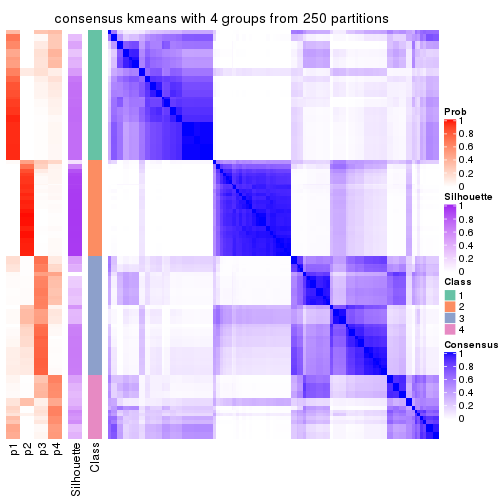 consensus kmeans with 4 groups from 250 partitions
Prob
1
0.8
0.6
0.4
0.2
0
Silhouette
1
0.8
0.6
0.4
0.2
0
Class
1
2
3
4
Consensus
1
0.8
0.6
0.4
0.2
0
p1
p2
p3
p4
Silhouette
Class